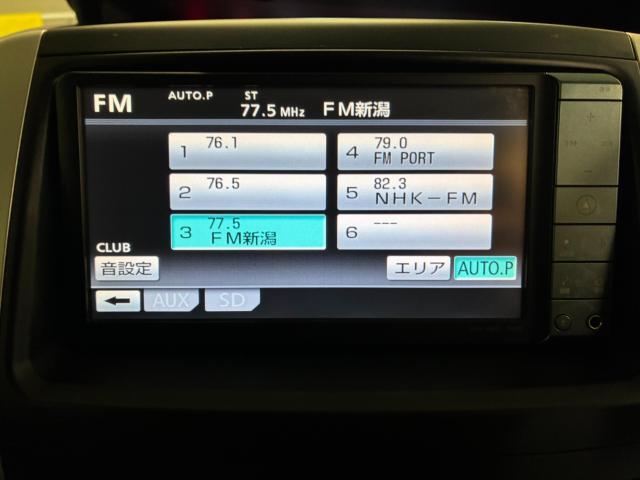 FM AUTO.P ST 77.5 MHz FM新潟
1 76.1
2 76.5
3 77.5 FM新潟
4 79.0 FM PORT
5 82.3 NHK-FM
6 ---
CLUB
音設定
エリア AUTO.P
← AUX SD